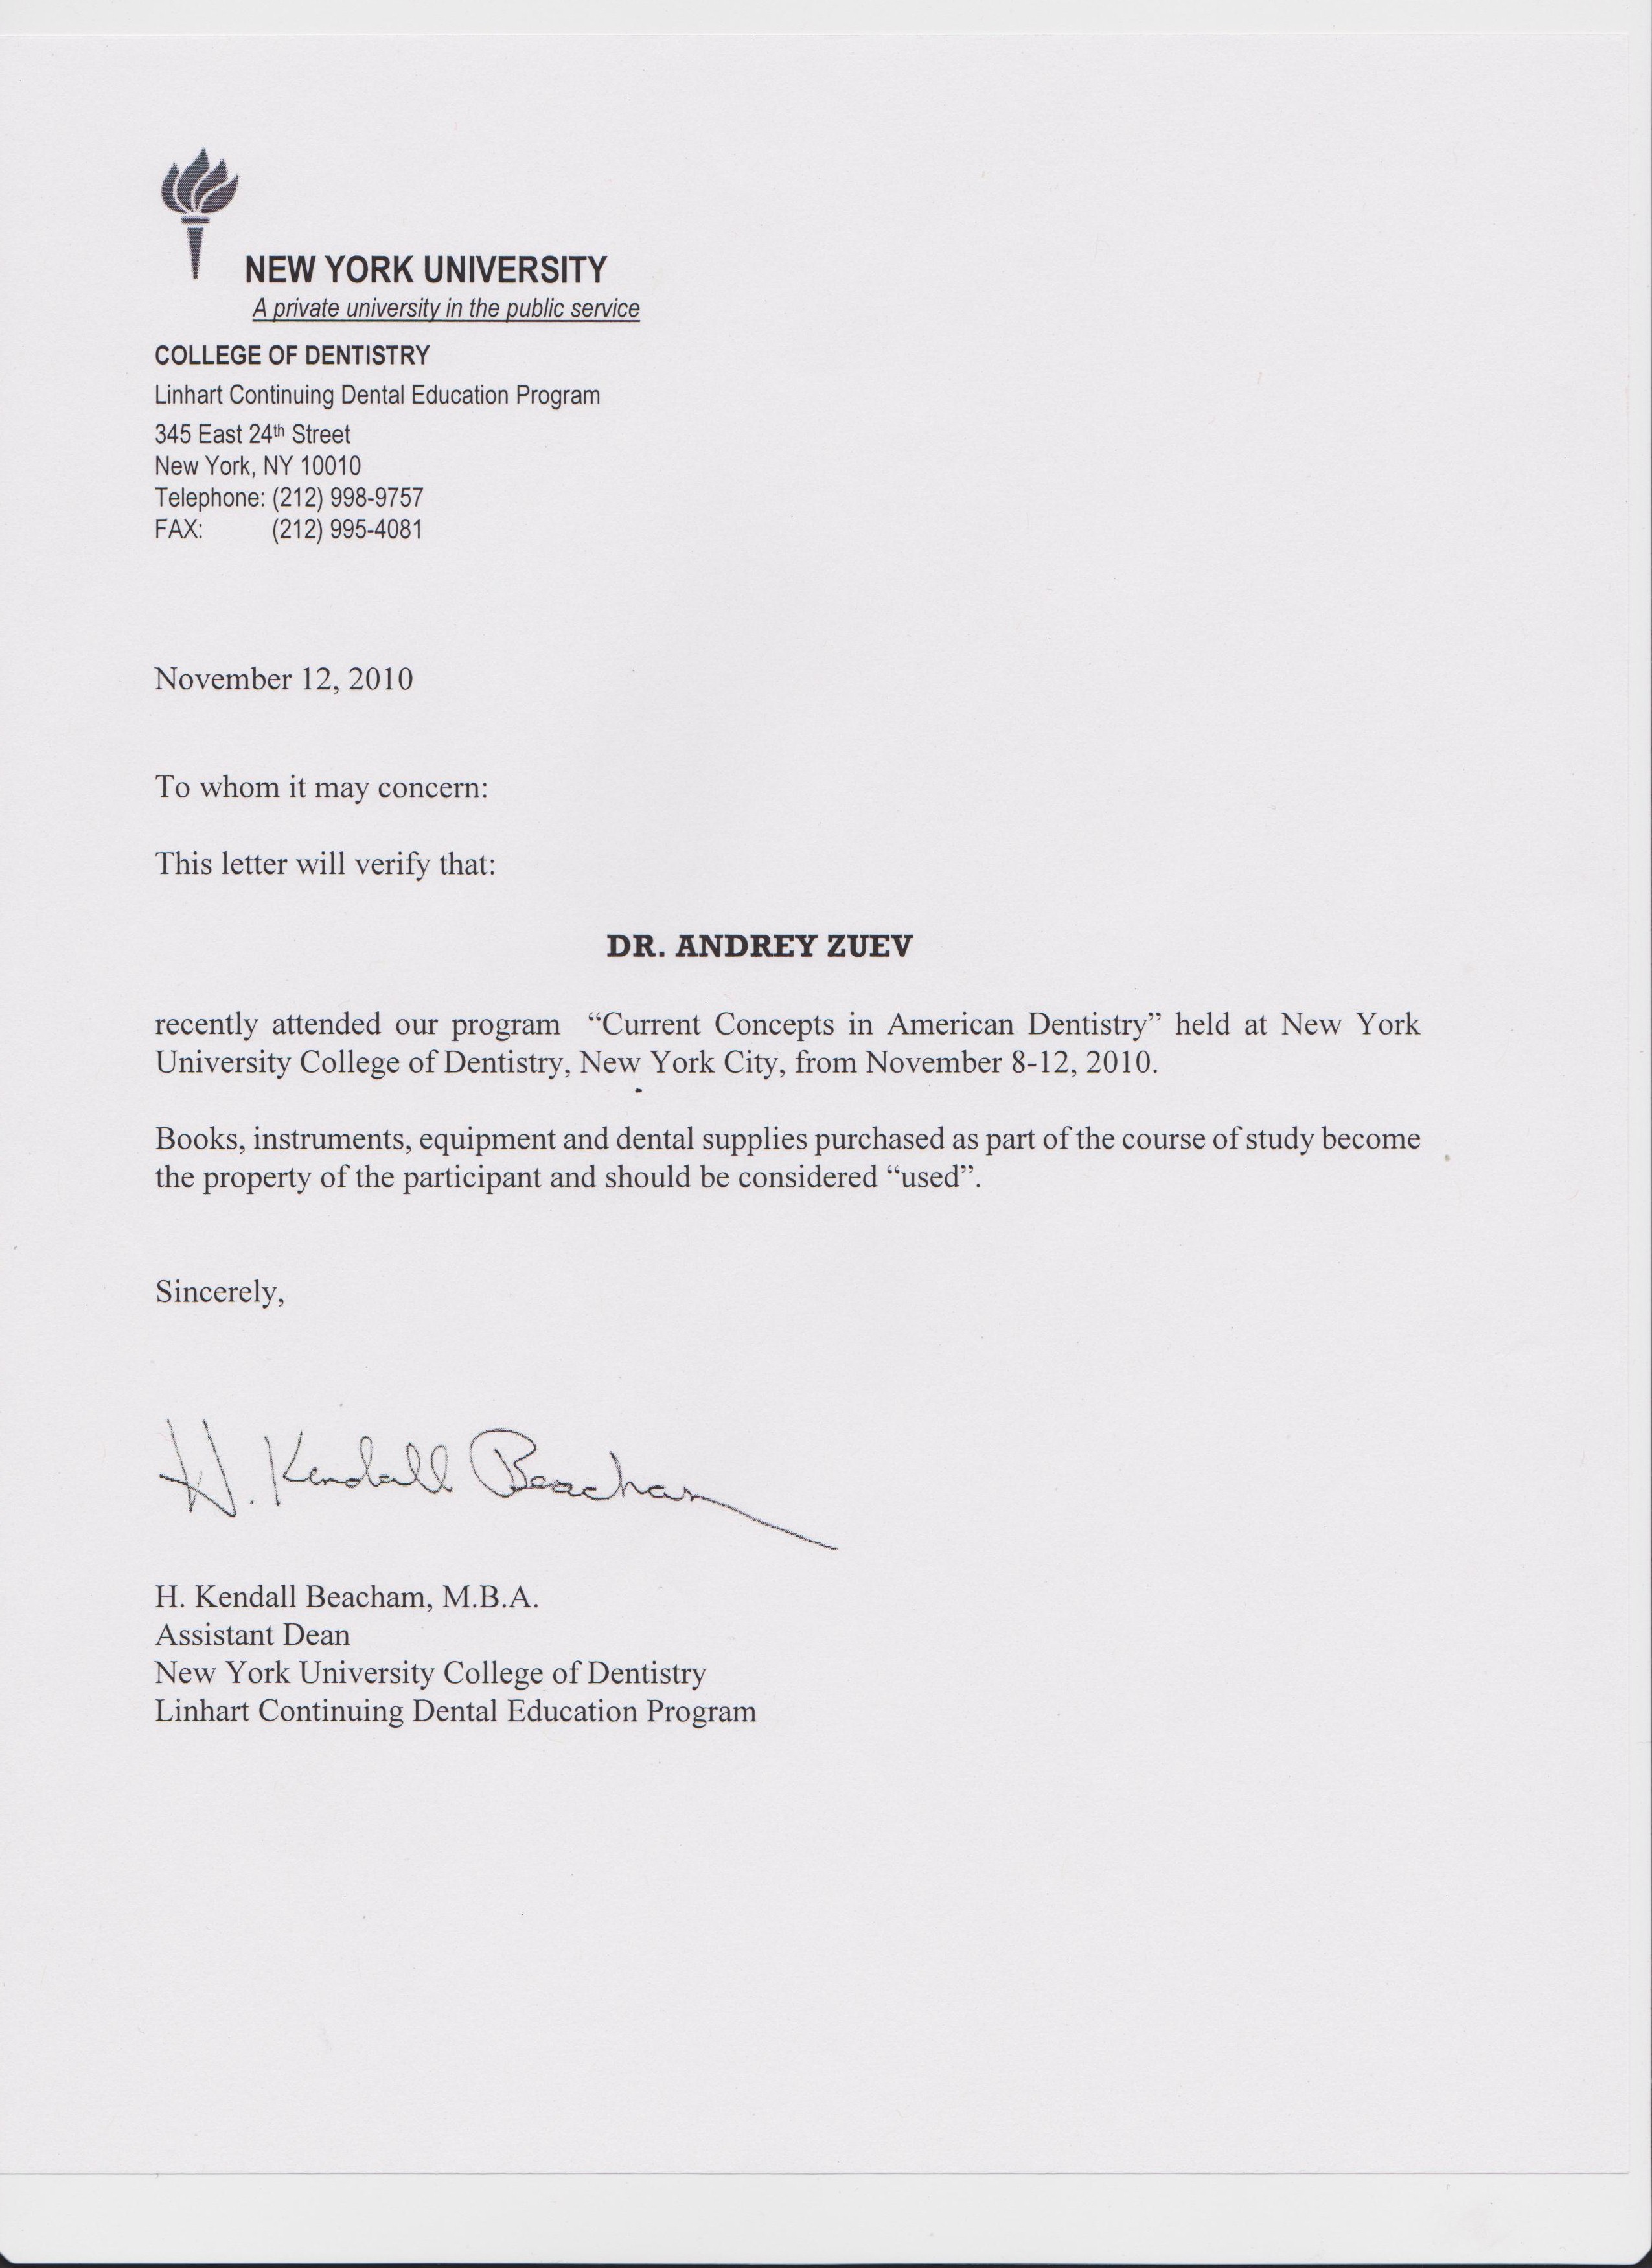 NEW YORK UNIVERSITY
A private university in the public service
COLLEGE OF DENTISTRY
Linhart Continuing Dental Education Program
345 East 24th Street
New York, NY 10010
Telephone: (212) 998-9757
FAX: (212) 995-4081
November 12, 2010
To whom it may concern:
This letter will verify that:
DR. ANDREY ZUEV
recently attended our program “Current Concepts in American Dentistry” held at New York
University College of Dentistry, New York City, from November 8-12, 2010.
Books, instruments, equipment and dental supplies purchased as part of the course of study become
the property of the participant and should be considered “used”.
Sincerely,
H. Kendall Beacham
H. Kendall Beacham, M.B.A.
Assistant Dean
New York University College of Dentistry
Linhart Continuing Dental Education Program